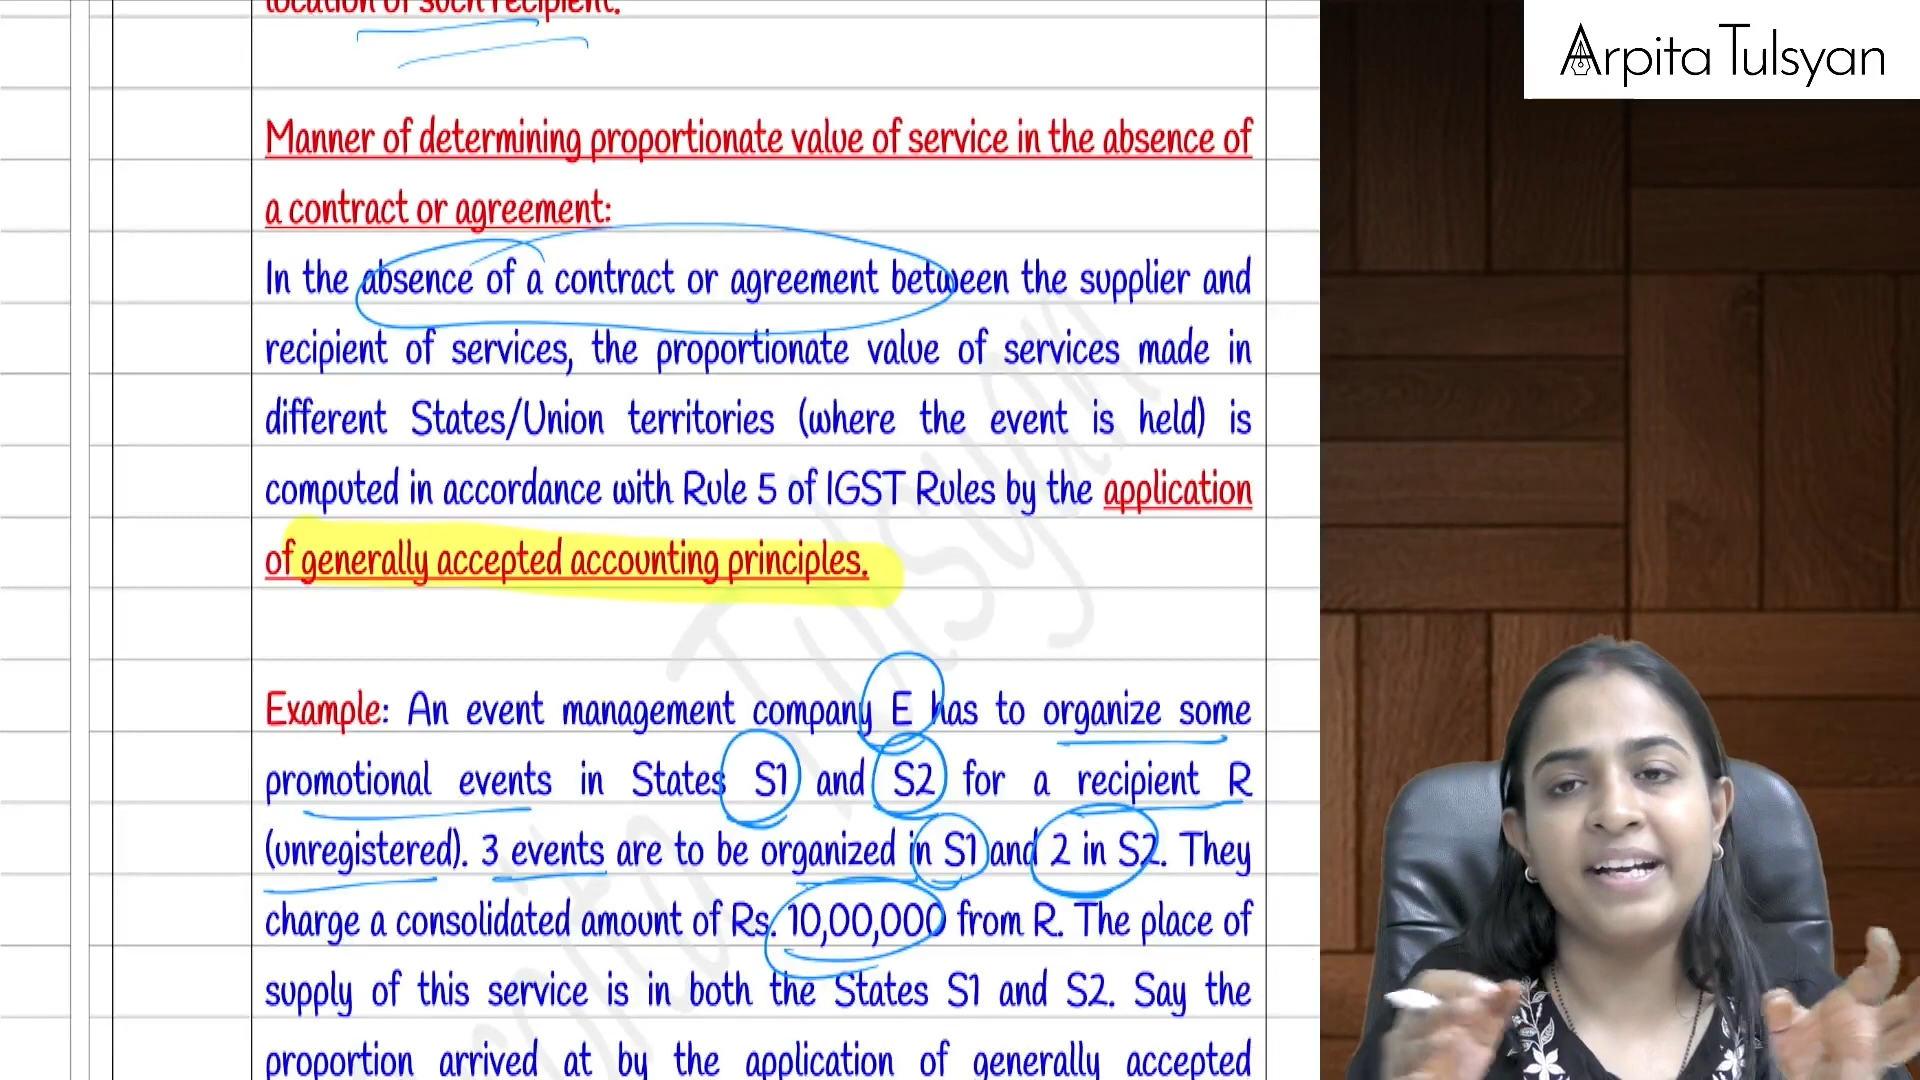 location of such recipient.
Arpita Tulsyan
Manner of determining proportionate value of service in the absence of
a contract or agreement:
In the absence of a contract or agreement between the supplier and
recipient of services, the proportionate value of services made in
different States/Union territories (where the event is held) is
computed in accordance with Rule 5 of IGST Rules by the application
of generally accepted accounting principles.
Example: An event management company E has to organize some
promotional events in States S1 and S2 for a recipient R
(unregistered). 3 events are to be organized in S1 and 2 in S2. They
charge a consolidated amount of Rs. 10,00,000 from R. The place of
supply of this service is in both the States S1 and S2. Say the
proportion arrived at by the application of generally accepted
Arpita Tulsyan